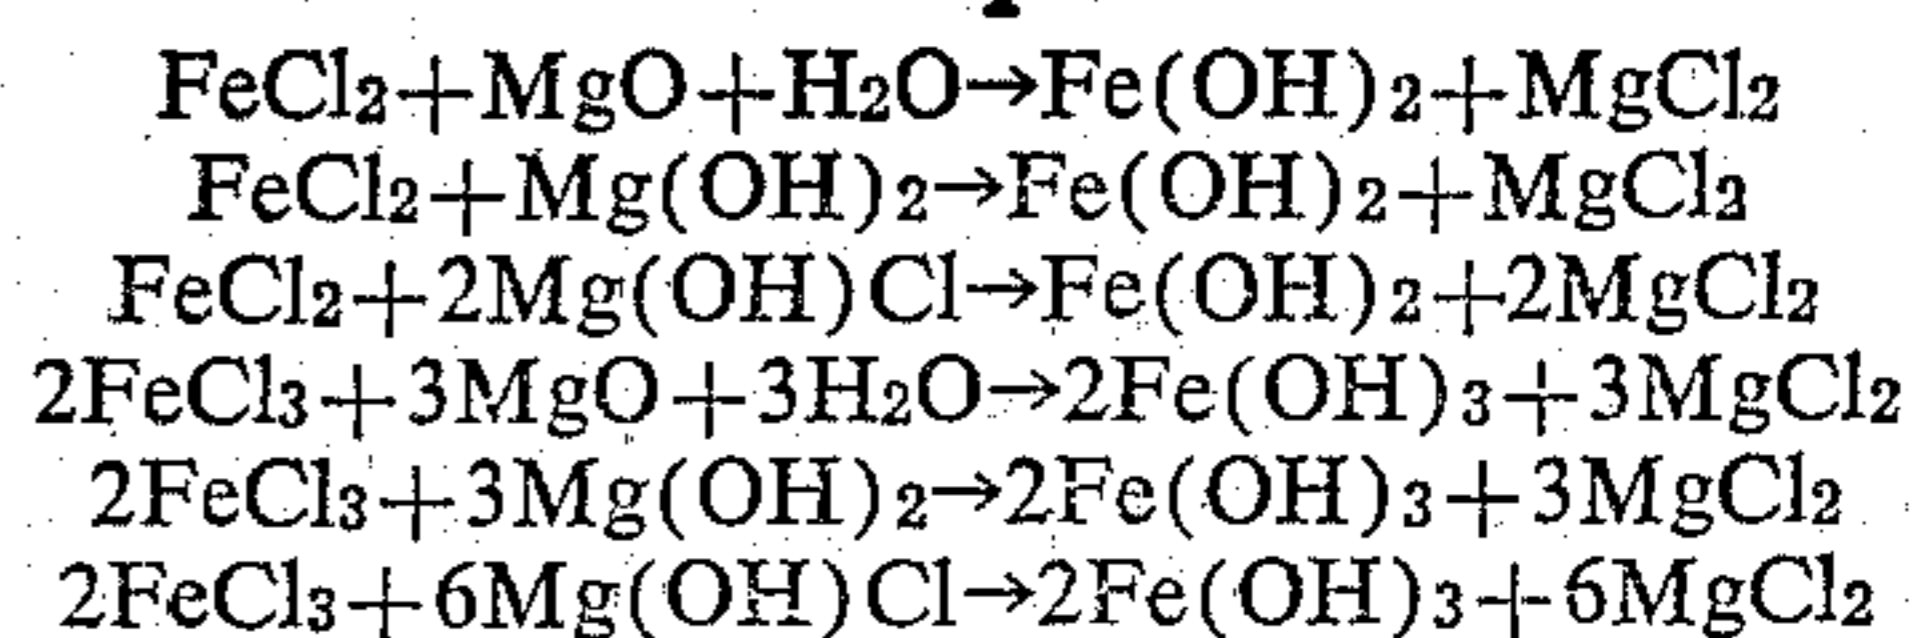 FeCl₂+MgO+H₂O→Fe(OH)₂+MgCl₂
FeCl₂+Mg(OH)₂→Fe(OH)₂+MgCl₂
FeCl₂+2Mg(OH)Cl→Fe(OH)₂+2MgCl₂
2FeCl₃+3MgO+3H₂O→2Fe(OH)₃+3MgCl₂
2FeCl₃+3Mg(OH)₂→2Fe(OH)₃+3MgCl₂
2FeCl₃+6Mg(OH)Cl→2Fe(OH)₃+6MgCl₂